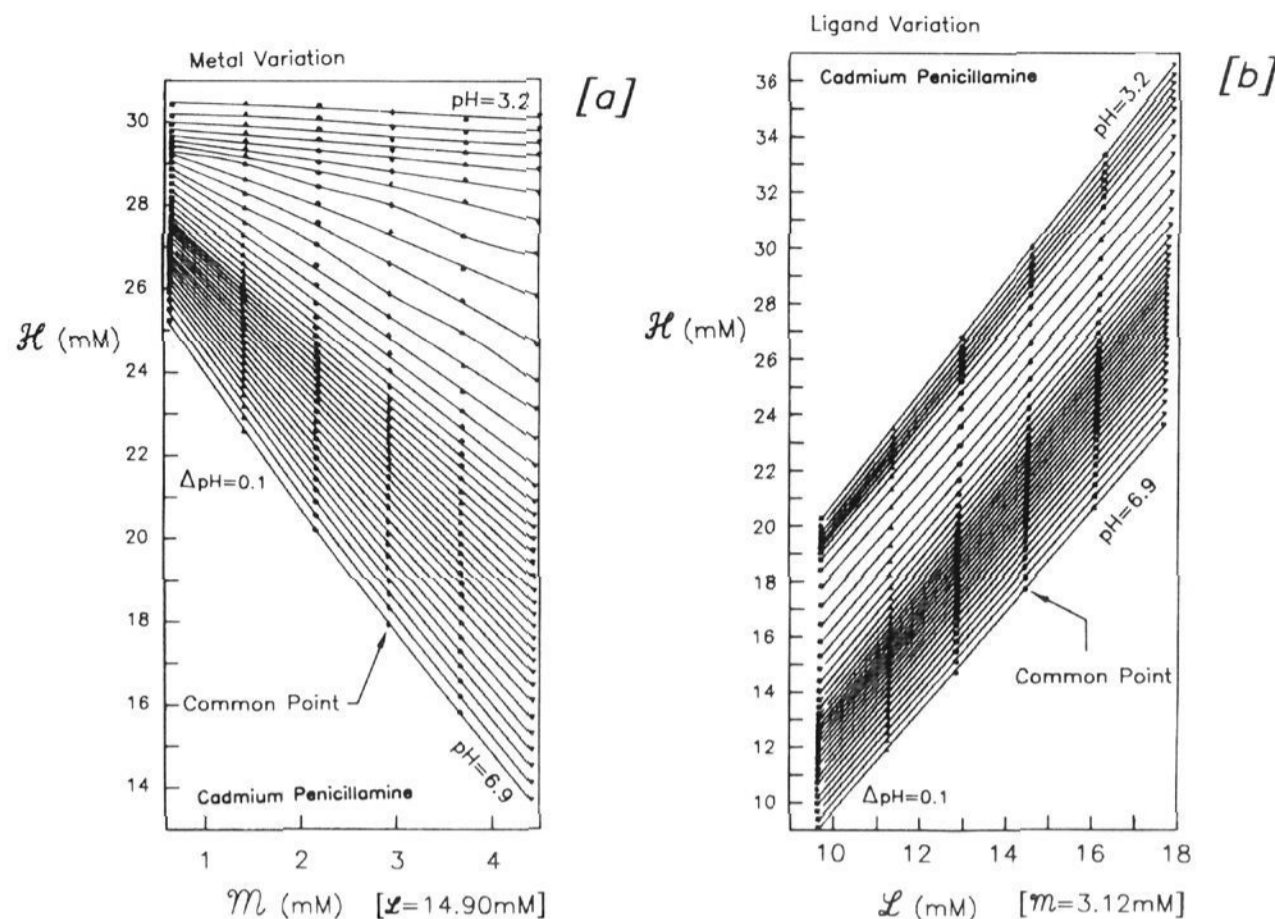 Metal Variation
[a]
pH=3.2
30
28
26
24
22
20
18
16
14
ℋ (mM)
ΔpH=0.1
Common Point
pH=6.9
Cadmium Penicillamine
1 2 3 4
ℳ (mM) [ℒ=14.90mM]
Ligand Variation
[b]
Cadmium Penicillamine
pH=3.2
36
34
32
30
28
26
24
22
20
18
16
14
12
10
ℋ (mM)
pH=6.9
Common Point
ΔpH=0.1
10 12 14 16 18
ℒ (mM) [ℳ=3.12mM]